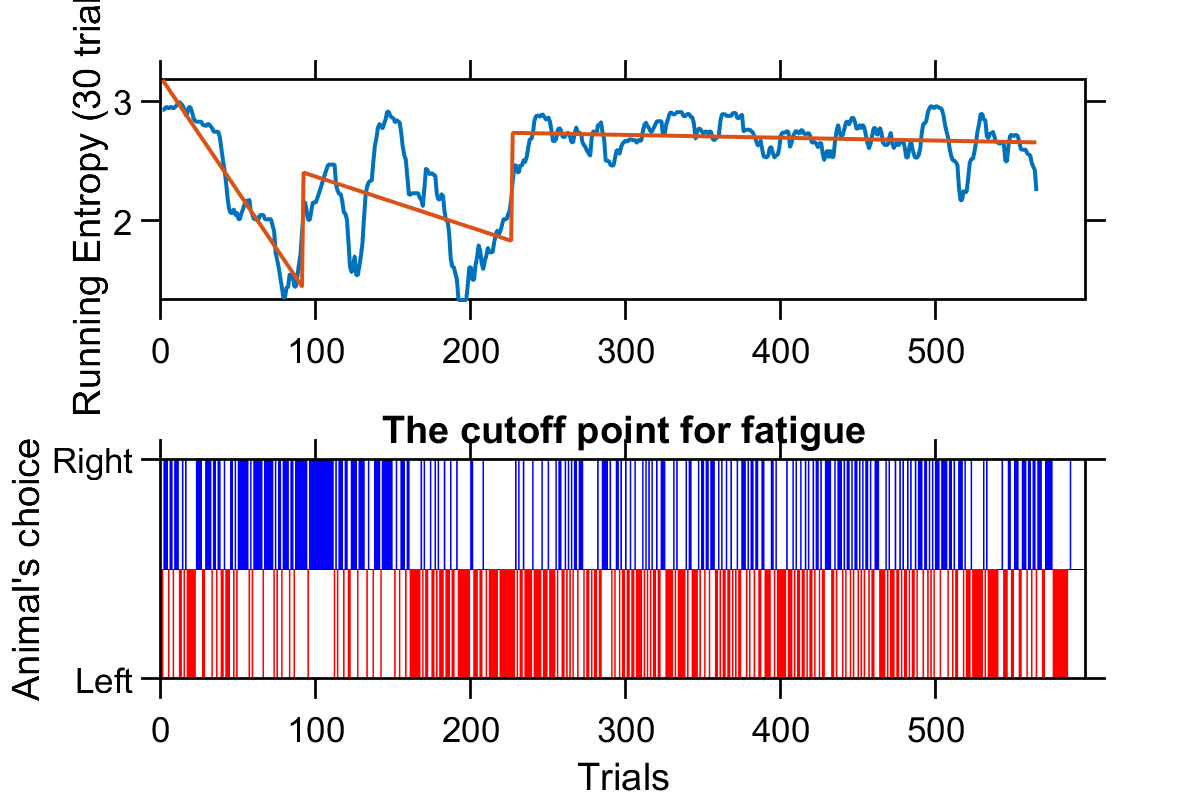 Running Entropy (30 trial
3
2
0 100 200 300 400 500
The cutoff point for fatigue
Animal's choice
Right
Left
0 100 200 300 400 500
Trials